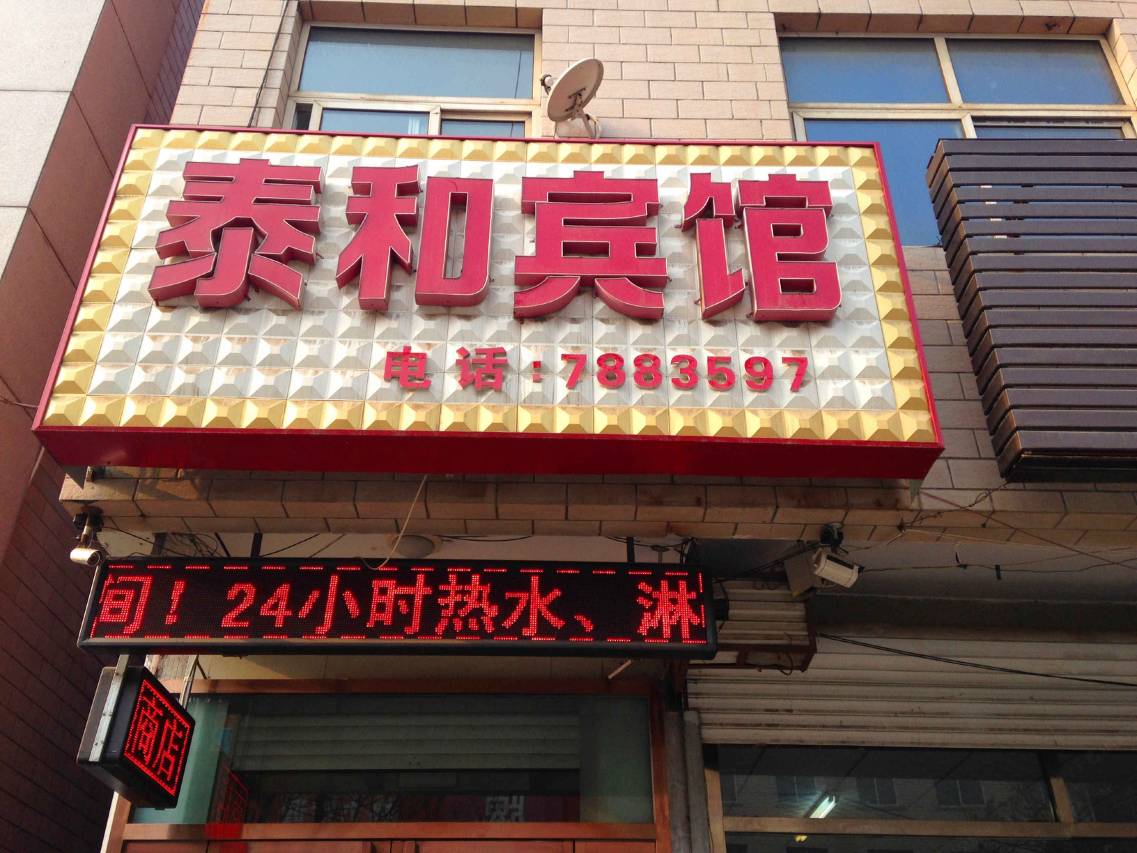 泰和宾馆
电话:7883597
间！24小时热水、淋
商店